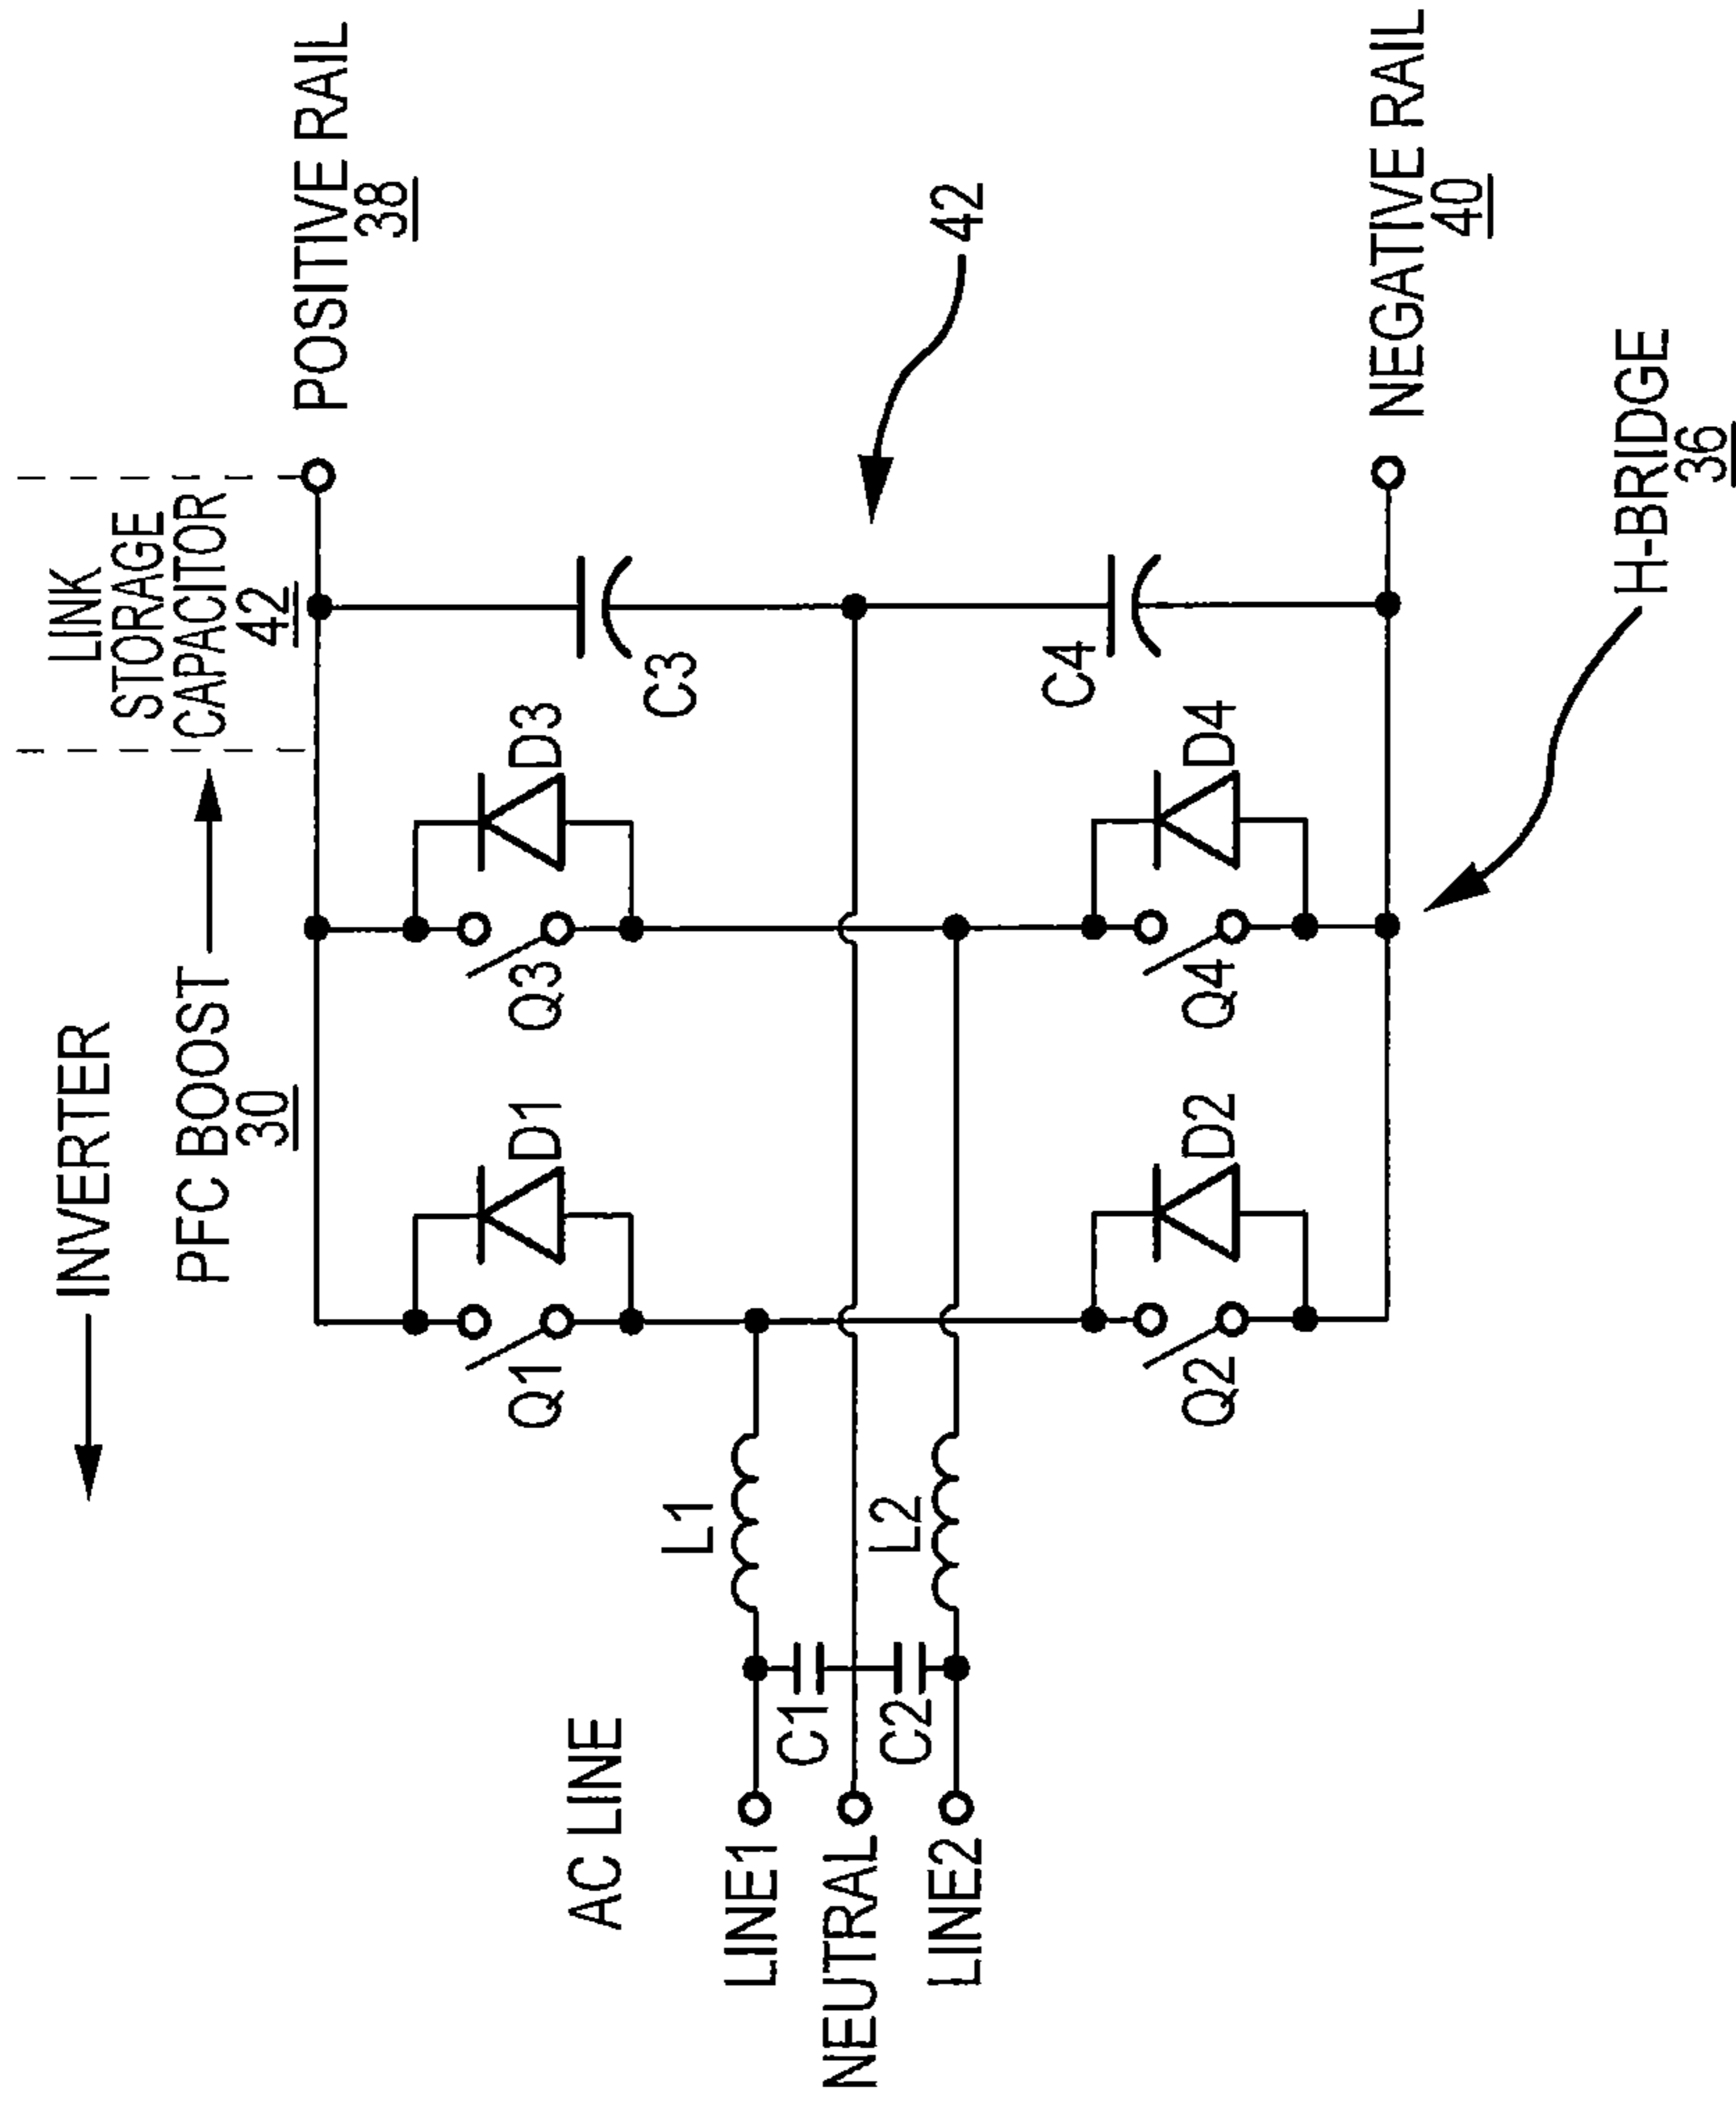 INVERTER
PFC BOOST
30
LINK
STORAGE
CAPACITOR
42
POSITIVE RAIL
38
Q1
D1
Q3
D3
C3
AC LINE
LINE1
L1
C1
NEUTRAL
42
L2
C2
LINE2
C4
Q2
D2
Q4
D4
NEGATIVE RAIL
40
H-BRIDGE
36